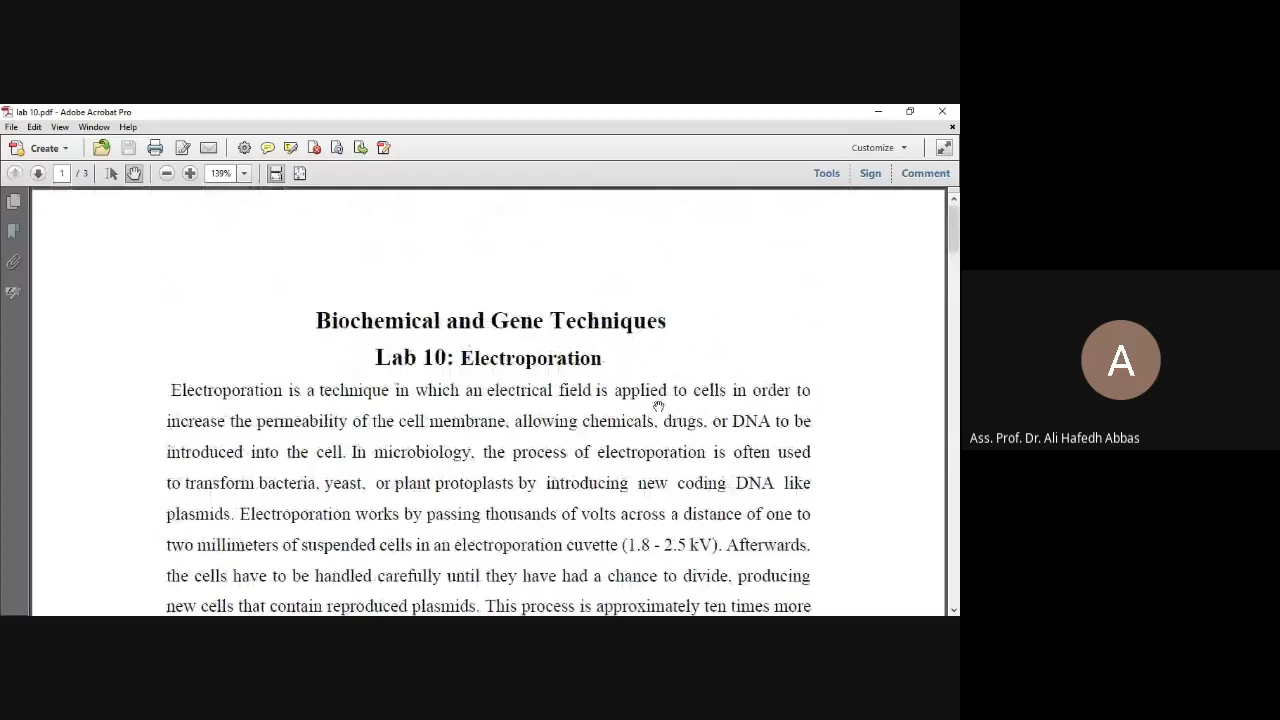 lab 10.pdf - Adobe Acrobat Pro
File Edit View Window Help
Create Customize
1 / 3 139% Tools Sign Comment
Biochemical and Gene Techniques
Lab 10: Electroporation
Electroporation is a technique in which an electrical field is applied to cells in order to
increase the permeability of the cell membrane, allowing chemicals, drugs, or DNA to be
introduced into the cell. In microbiology, the process of electroporation is often used
to transform bacteria, yeast, or plant protoplasts by introducing new coding DNA like
plasmids. Electroporation works by passing thousands of volts across a distance of one to
two millimeters of suspended cells in an electroporation cuvette (1.8 - 2.5 kV). Afterwards,
the cells have to be handled carefully until they have had a chance to divide, producing
new cells that contain reproduced plasmids. This process is approximately ten times more
A
Ass. Prof. Dr. Ali Hafedh Abbas